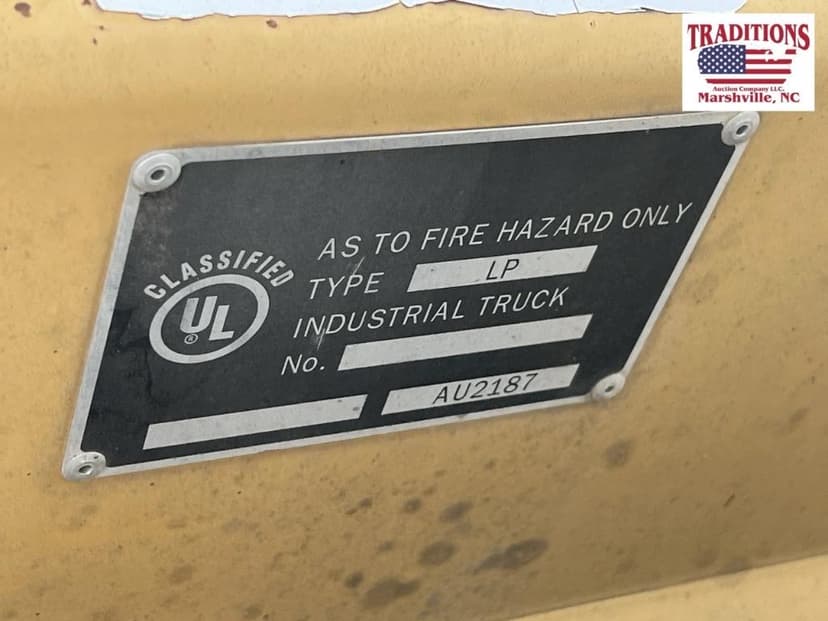 TRADITIONS
Auction Company LLC.
Marshville, NC
AS TO FIRE HAZARD ONLY
CLASSIFIED
UL
®
TYPE LP
INDUSTRIAL TRUCK
No.
AU2187